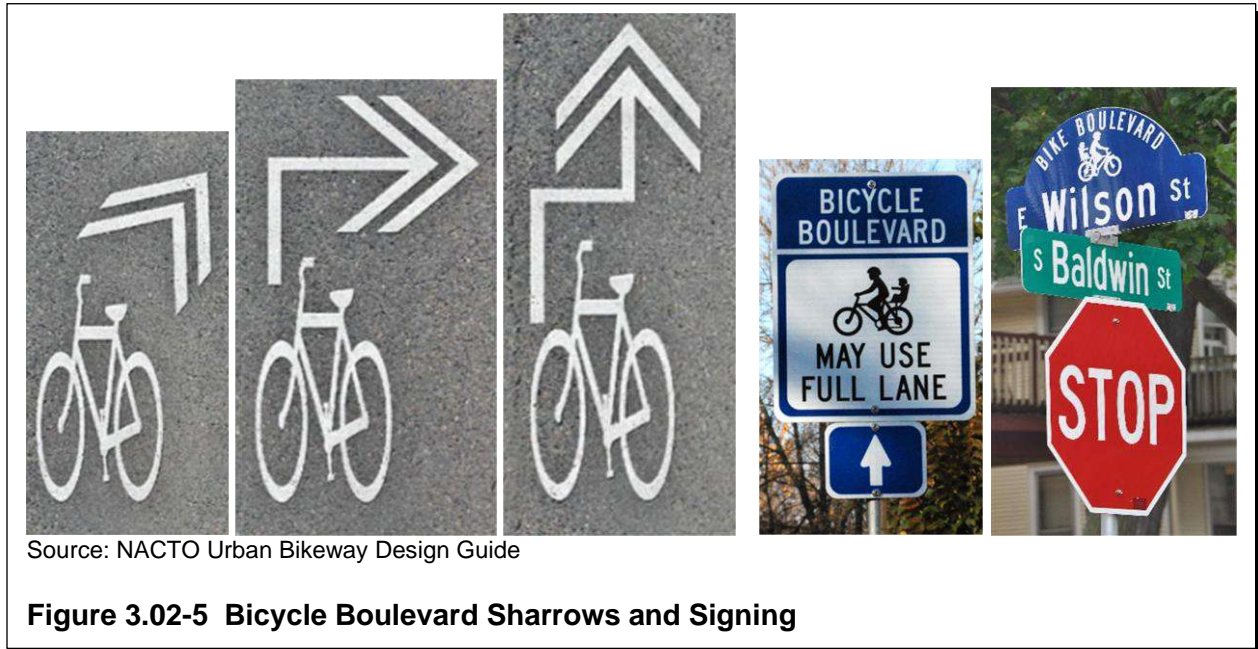 BICYCLE
BOULEVARD
MAY USE
FULL LANE
BIKE BOULEVARD
E Wilson St
S Baldwin St
STOP
Source: NACTO Urban Bikeway Design Guide
Figure 3.02-5 Bicycle Boulevard Sharrows and Signing